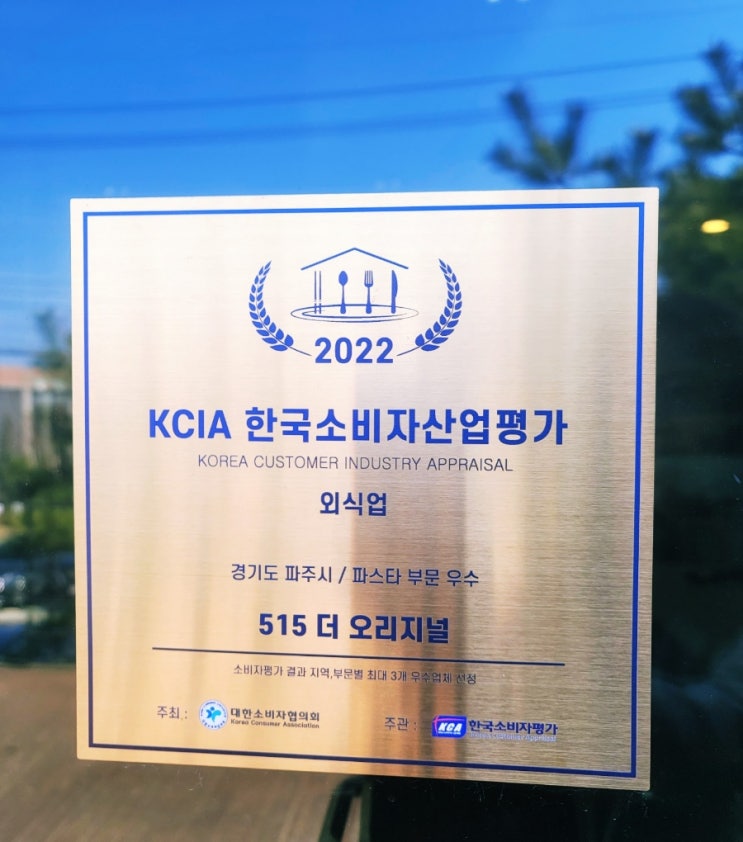 2022
KCIA 한국소비자산업평가
KOREA CUSTOMER INDUSTRY APPRAISAL
외식업
경기도 파주시 / 파스타 부문 우수
515 더 오리지널
소비자평가 결과 지역,부문별 최대 3개 우수업체 선정
주최 : 대한소비자협의회
Korea Consumer Association
주관 : KCA 한국소비자평가
Korea Customer Appraisal